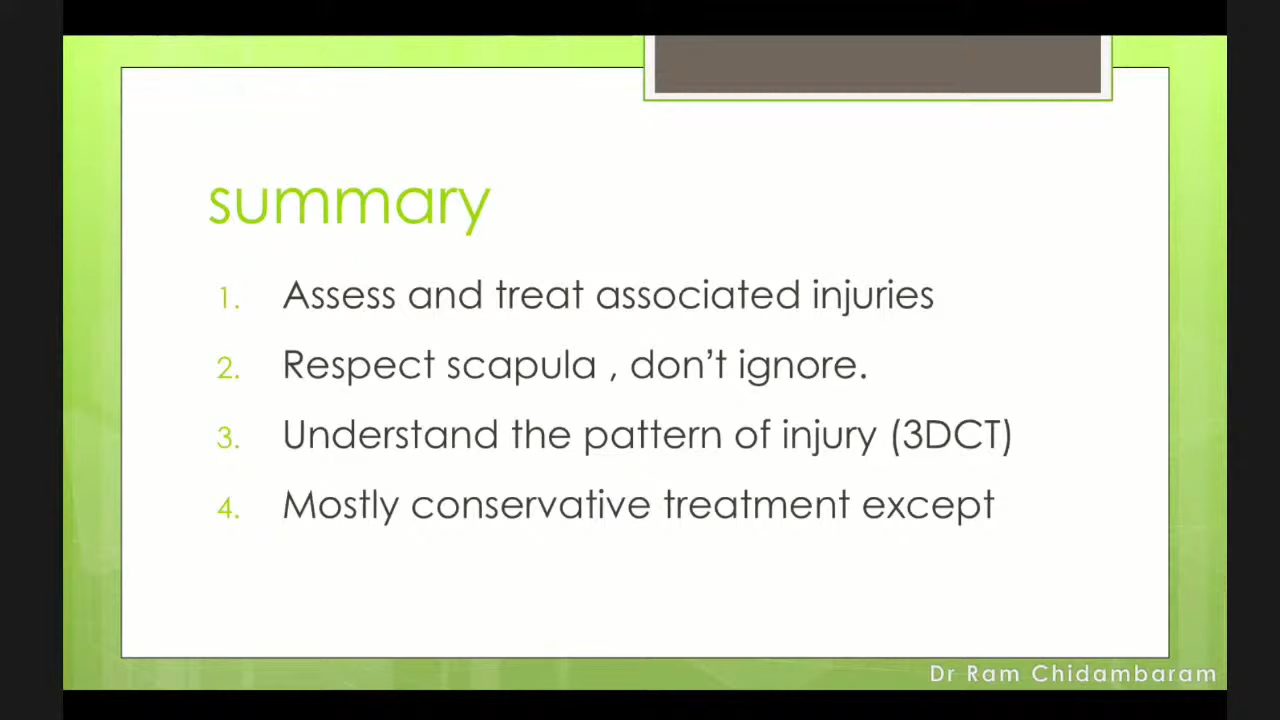 summary
1. Assess and treat associated injuries
2. Respect scapula , don’t ignore.
3. Understand the pattern of injury (3DCT)
4. Mostly conservative treatment except
Dr Ram Chidambaram